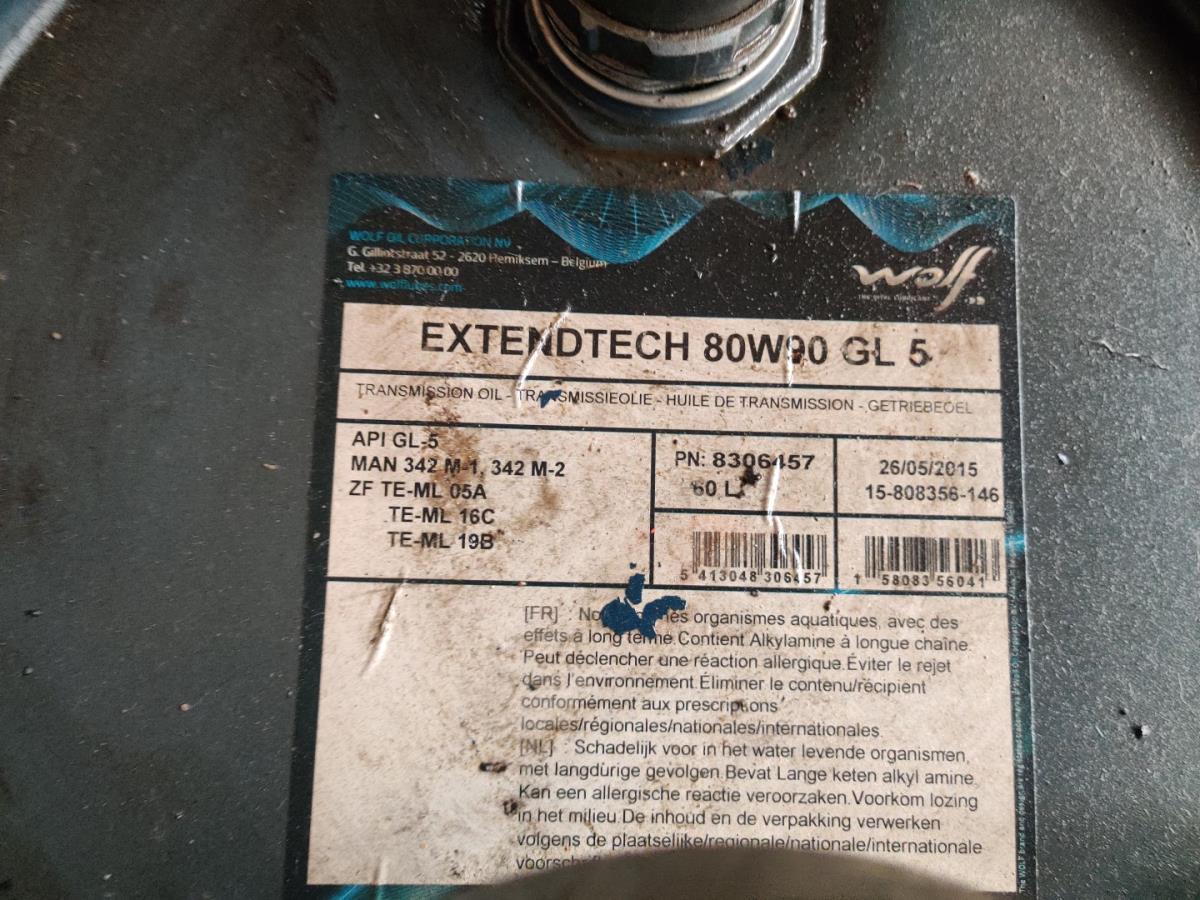 WOLF OIL CORPORATION NV
G. Gillotstraat 52 - 2620 Hemiksem – Belgium
Tel. +32 3 870 00 00
www.wolflubes.com
wolf
EXTENDTECH 80W90 GL 5
TRANSMISSION OIL - TRANSMISSIEOLIE - HUILE DE TRANSMISSION - GETRIEBEOEL
API GL-5
MAN 342 M-1, 342 M-2
ZF TE-ML 05A
TE-ML 16C
TE-ML 19B
PN: 8306457
60 L
26/05/2015
15-808356-146
5 413048 306457
1 58083 56041
[FR] : organismes aquatiques, avec des
effets à long terme.Contient Alkylamine à longue chaîne.
Peut déclencher une réaction allergique.Éviter le rejet
dans l'environnement.Éliminer le contenu/récipient
conformément aux prescriptions
locales/régionales/nationales/internationales.
[NL] : Schadelijk voor in het water levende organismen,
met langdurige gevolgen.Bevat Lange keten alkyl amine.
Kan een allergische reactie veroorzaken.Voorkom lozing
in het milieu.De inhoud en de verpakking verwerken
volgens de plaatselijke/regionale/nationale/internationale